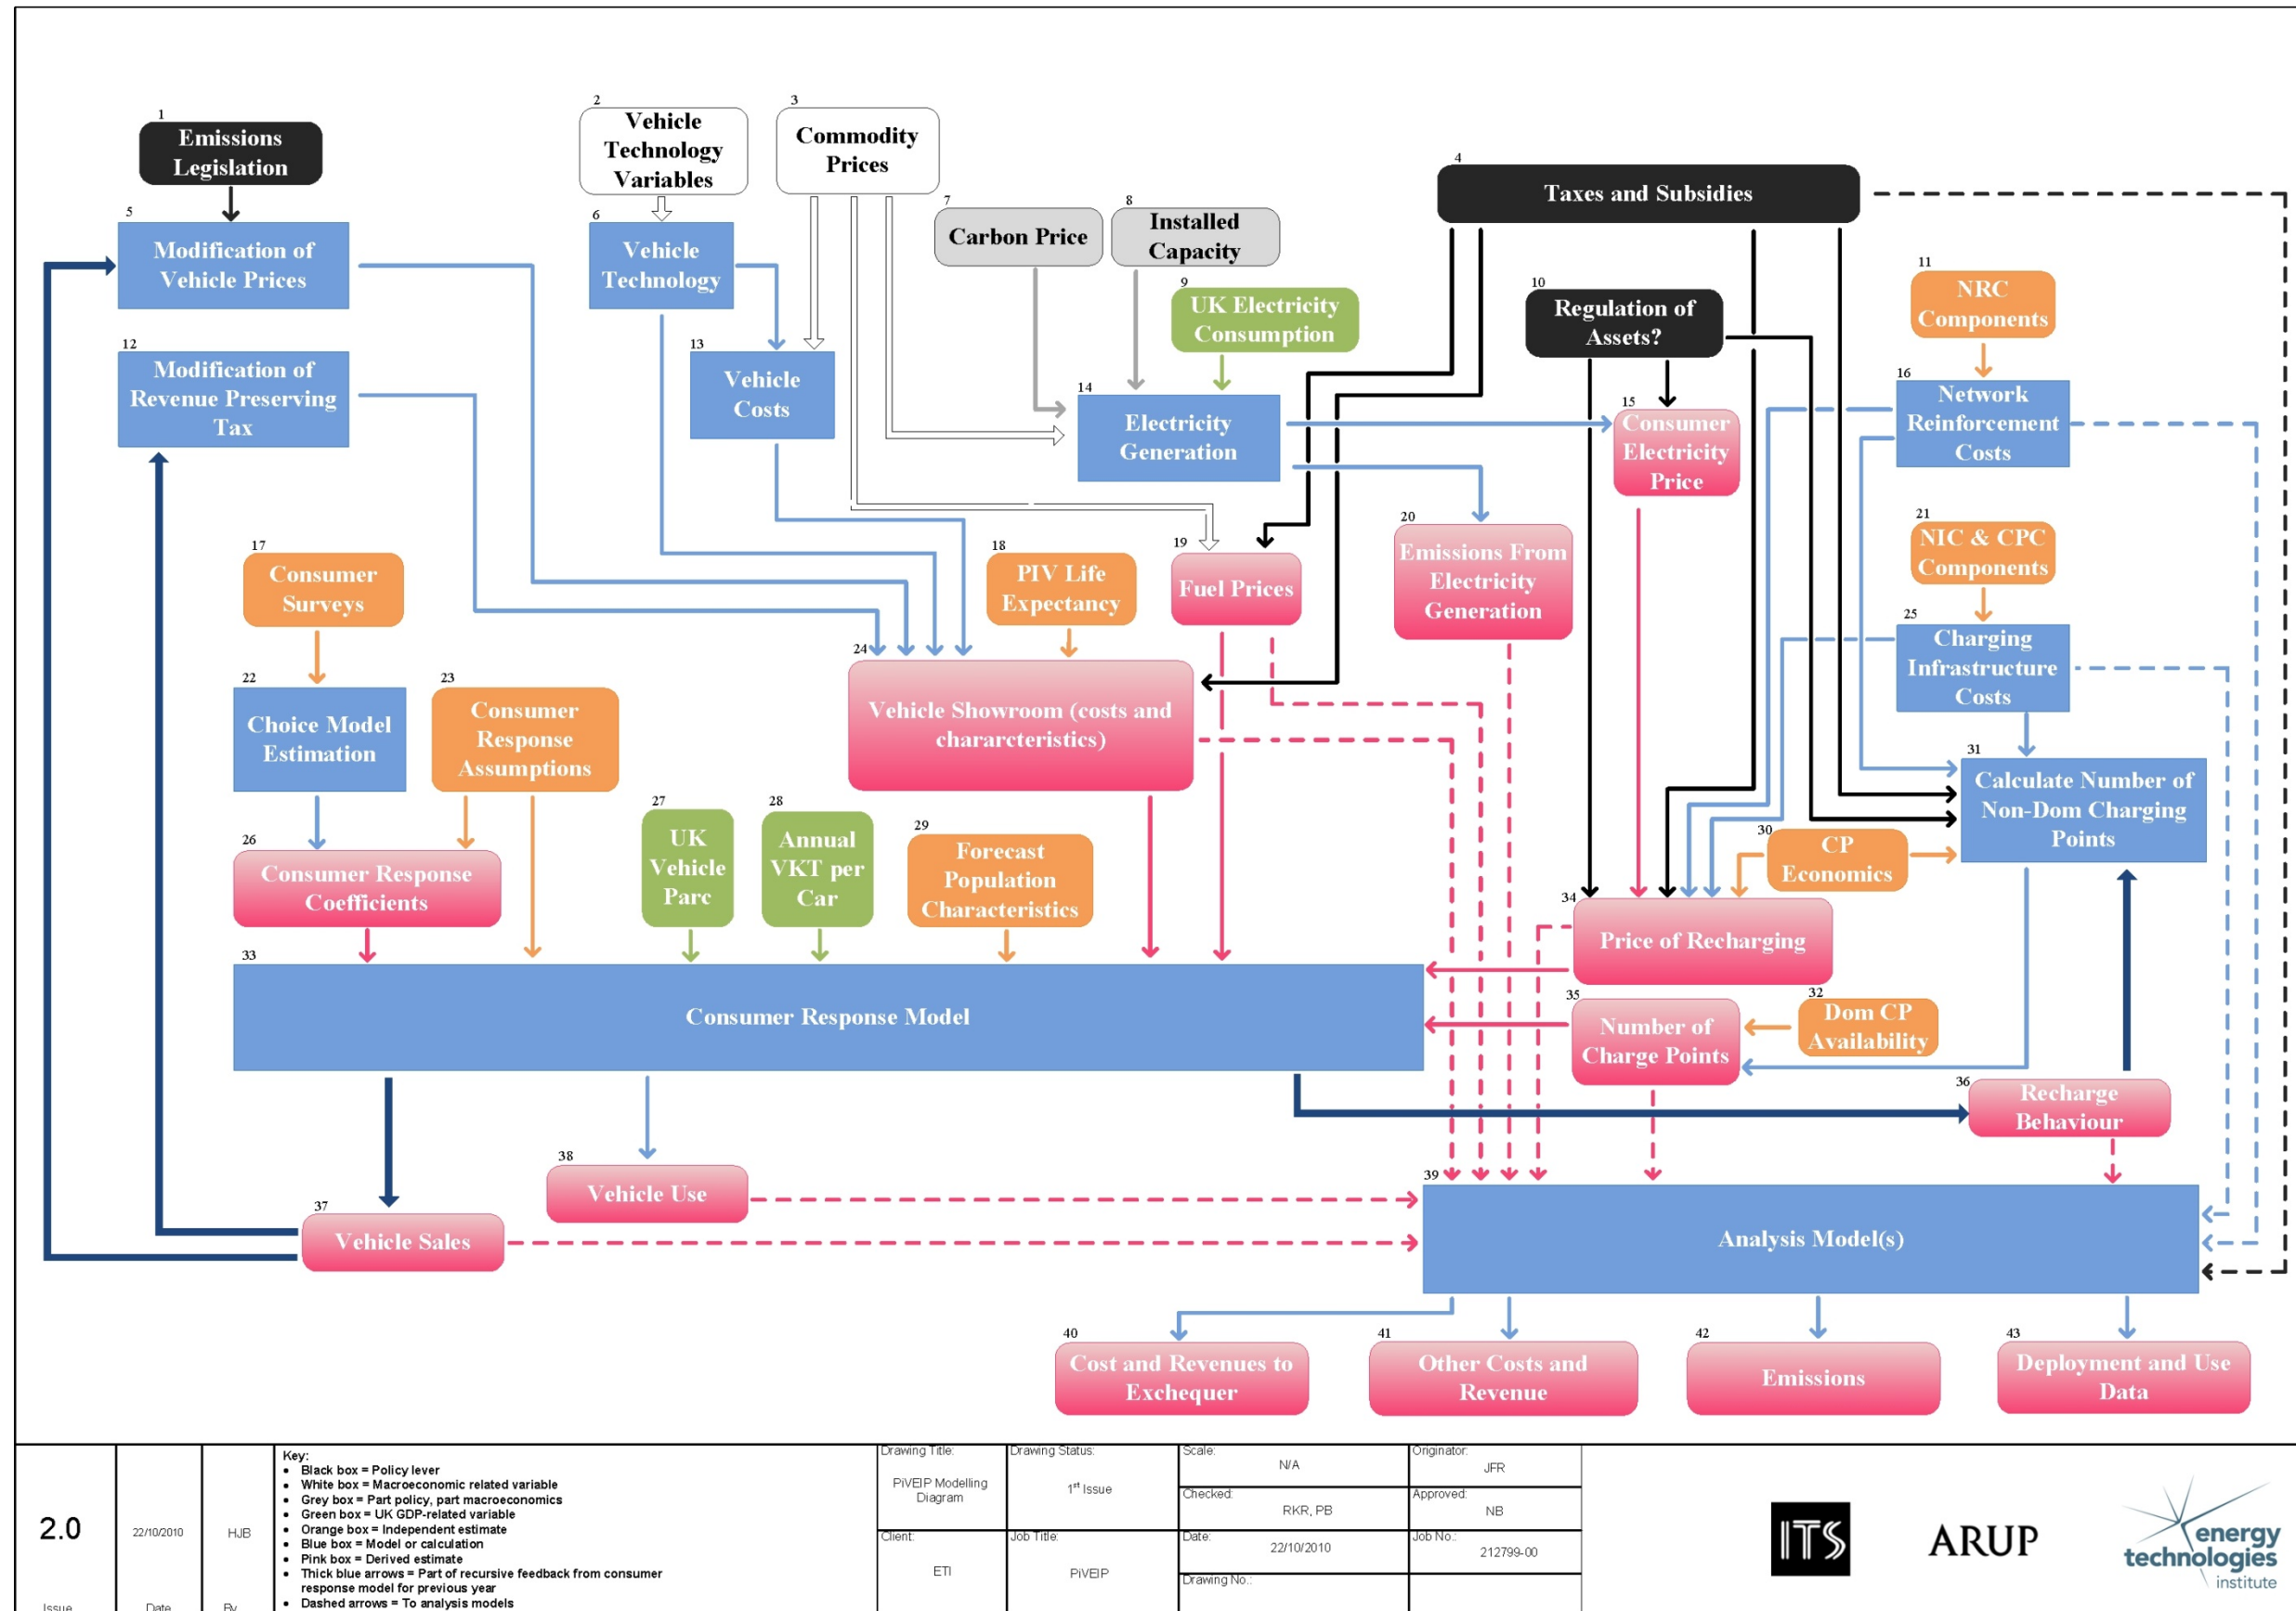 1
Emissions
Legislation
2
Vehicle
Technology
Variables
3
Commodity
Prices
4
Taxes and Subsidies
5
Modification of
Vehicle Prices
6
Vehicle
Technology
7
Carbon Price
8
Installed
Capacity
9
UK Electricity
Consumption
10
Regulation of
Assets?
11
NRC
Components
12
Modification of
Revenue Preserving
Tax
13
Vehicle
Costs
14
Electricity
Generation
15
Consumer
Electricity
Price
16
Network
Reinforcement
Costs
17
Consumer
Surveys
18
PIV Life
Expectancy
19
Fuel Prices
20
Emissions From
Electricity
Generation
21
NIC & CPC
Components
22
Choice Model
Estimation
23
Consumer
Response
Assumptions
24
Vehicle Showroom (costs and
chararcteristics)
25
Charging
Infrastructure
Costs
26
Consumer Response
Coefficients
27
UK
Vehicle
Parc
28
Annual
VKT per
Car
29
Forecast
Population
Characteristics
30
CP
Economics
31
Calculate Number of
Non-Dom Charging
Points
32
Dom CP
Availability
33
Consumer Response Model
34
Price of Recharging
35
Number of
Charge Points
36
Recharge
Behaviour
37
Vehicle Sales
38
Vehicle Use
39
Analysis Model(s)
40
Cost and Revenues to
Exchequer
41
Other Costs and
Revenue
42
Emissions
43
Deployment and Use
Data
2.0
22/10/2010
HJB
Issue
Date
By
Key:
• Black box = Policy lever
• White box = Macroeconomic related variable
• Grey box = Part policy, part macroeconomics
• Green box = UK GDP-related variable
• Orange box = Independent estimate
• Blue box = Model or calculation
• Pink box = Derived estimate
• Thick blue arrows = Part of recursive feedback from consumer
response model for previous year
• Dashed arrows = To analysis models
Drawing Title:
PiVEIP Modelling
Diagram
Drawing Status:
1st Issue
Scale:
N/A
Originator:
JFR
Checked:
RKR, PB
Approved:
NB
Client:
ETI
Job Title:
PiVEIP
Date:
22/10/2010
Job No.:
212799-00
Drawing No.:
ITS
ARUP
energy
technologies
institute